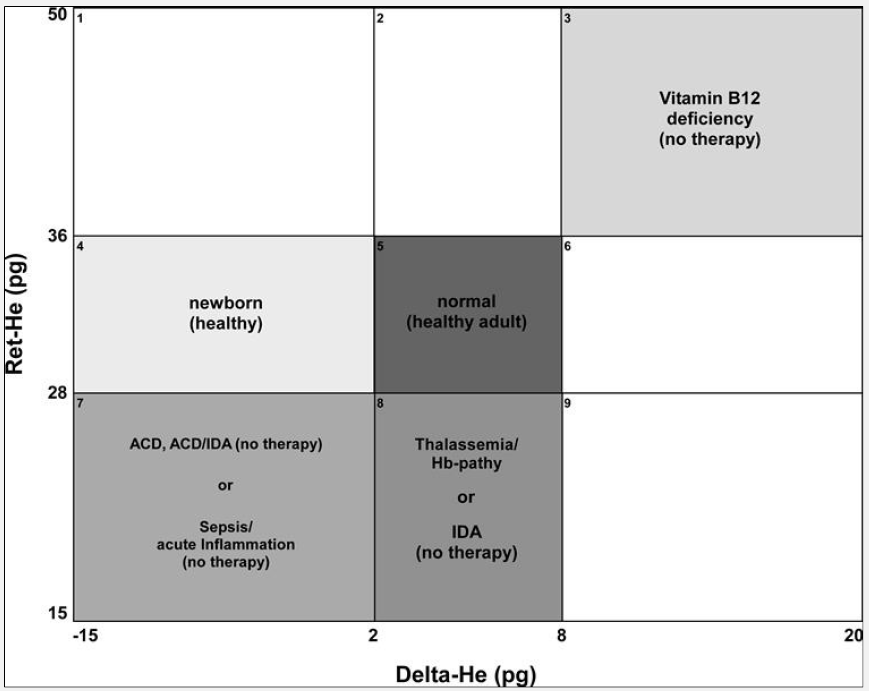 50
1
2
3
Vitamin B12
deficiency
(no therapy)
36
4
5
6
newborn
(healthy)
normal
(healthy adult)
Ret-He (pg)
28
7
8
9
ACD, ACD/IDA (no therapy)
or
Sepsis/
acute Inflammation
(no therapy)
Thalassemia/
Hb-pathy
or
IDA
(no therapy)
15
-15
2
8
20
Delta-He (pg)